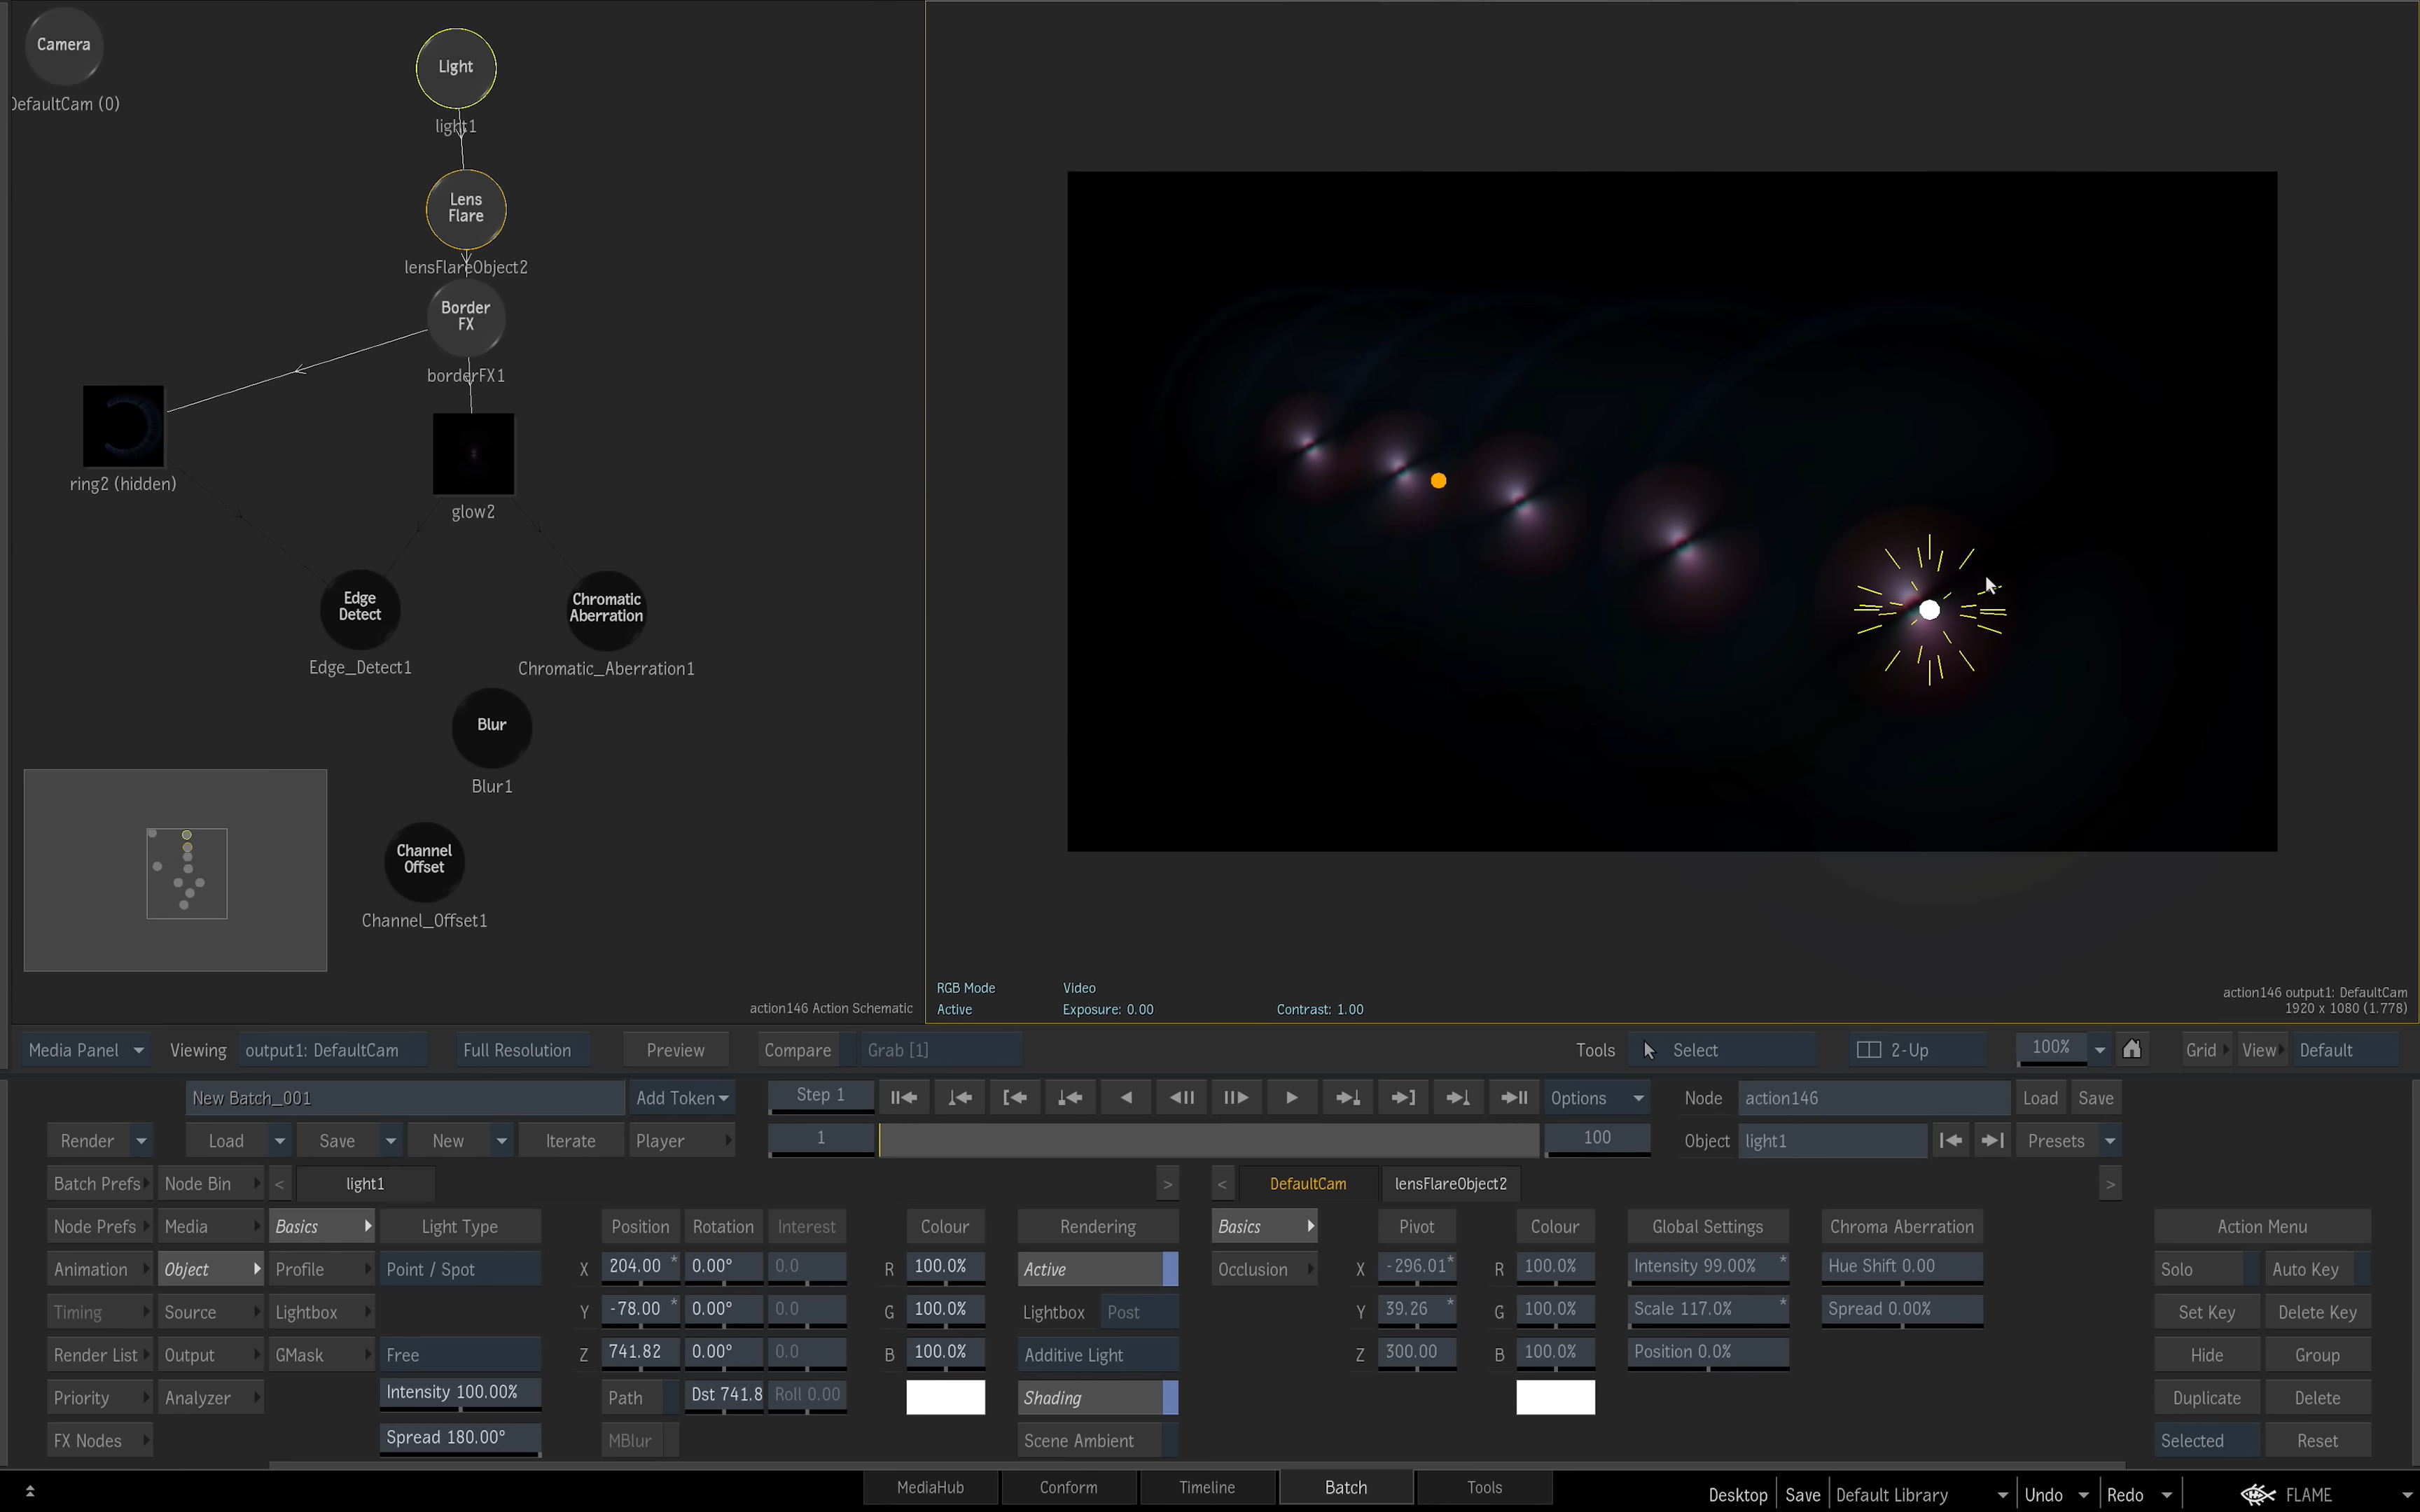 Camera
DefaultCam (0)
Light
light1
Lens
Flare
lensFlareObject2
Border
FX
borderFX1
ring2 (hidden)
glow2
Edge
Detect
Edge_Detect1
Chromatic
Aberration
Chromatic_Aberration1
Blur
Blur1
Channel
Offset
Channel_Offset1
action146 Action Schematic
RGB Mode Video
Active Exposure: 0.00 Contrast: 1.00
action146 output1: DefaultCam
1920 x 1080 (1.778)
Media Panel Viewing output1: DefaultCam Full Resolution Preview Compare Grab [1] Tools Select 2-Up 100% Grid View Default
New Batch_001 Add Token Step 1 Options Node action146 Load Save
Render Load Save New Iterate Player 1 100 Object light1 Presets
Batch Prefs Node Bin < light1 > < DefaultCam lensFlareObject2 >
Node Prefs Media Basics Light Type Position Rotation Interest Colour Rendering Basics Pivot Colour Global Settings Chroma Aberration Action Menu
Animation Object Profile Point / Spot X 204.00 * 0.00° 0.0 R 100.0% Active Occlusion X -296.01* R 100.0% Intensity 99.00% * Hue Shift 0.00 Solo Auto Key
Timing Source Lightbox Y -78.00 * 0.00° 0.0 G 100.0% Lightbox Post Y 39.26 * G 100.0% Scale 117.0% * Spread 0.00% Set Key Delete Key
Render List Output GMask Free Z 741.82 0.00° 0.0 B 100.0% Additive Light Z 300.00 B 100.0% Position 0.0% Hide Group
Priority Analyzer Intensity 100.00% Path Dst 741.8 Roll 0.00 Shading Duplicate Delete
FX Nodes Spread 180.00° MBlur Scene Ambient Selected Reset
MediaHub Conform Timeline Batch Tools Desktop Save Default Library Undo Redo FLAME